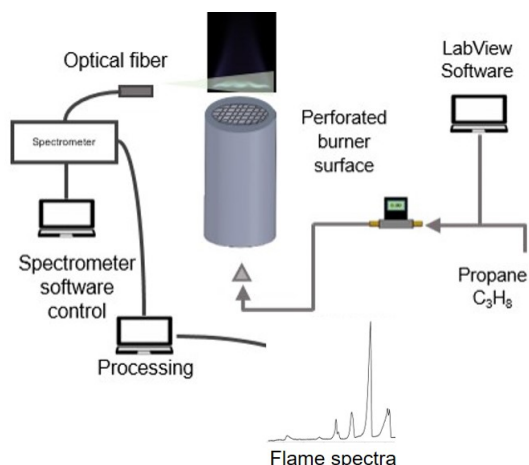 Optical fiber
LabView
Software
Spectrometer
Perforated
burner
surface
Spectrometer
software
control
Propane
C₃H₈
Processing
Flame spectra